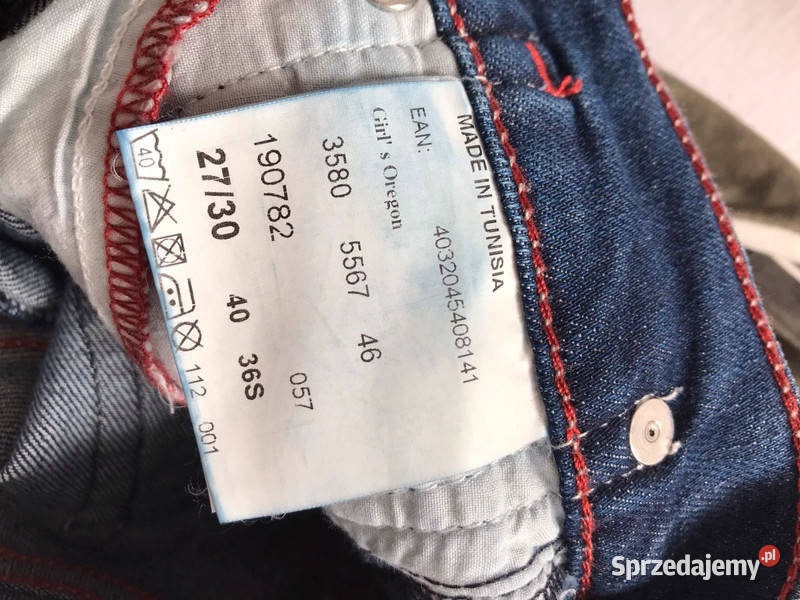 MADE IN TUNISIA
EAN: 4032045408141
Girl's Oregon
3580 5567 46
190782 057
27/30 40 36S
40 112 001
Sprzedajemy.pl